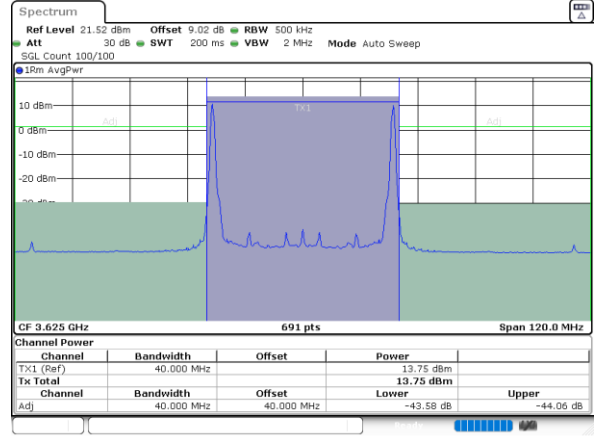 Spectrum
Ref Level 21.52 dBm Offset 9.02 dB RBW 500 kHz
Att 30 dB SWT 200 ms VBW 2 MHz Mode Auto Sweep
SGL Count 100/100
1Rm AvgPwr
10 dBm
TX1
Adj Adj
0 dBm
-10 dBm
-20 dBm
-30 dBm
CF 3.625 GHz 691 pts Span 120.0 MHz
Channel Power
Channel Bandwidth Offset Power
TX1 (Ref) 40.000 MHz 13.75 dBm
Tx Total 13.75 dBm
Channel Bandwidth Offset Lower Upper
Adj 40.000 MHz 40.000 MHz -43.58 dB -44.06 dB
Ready